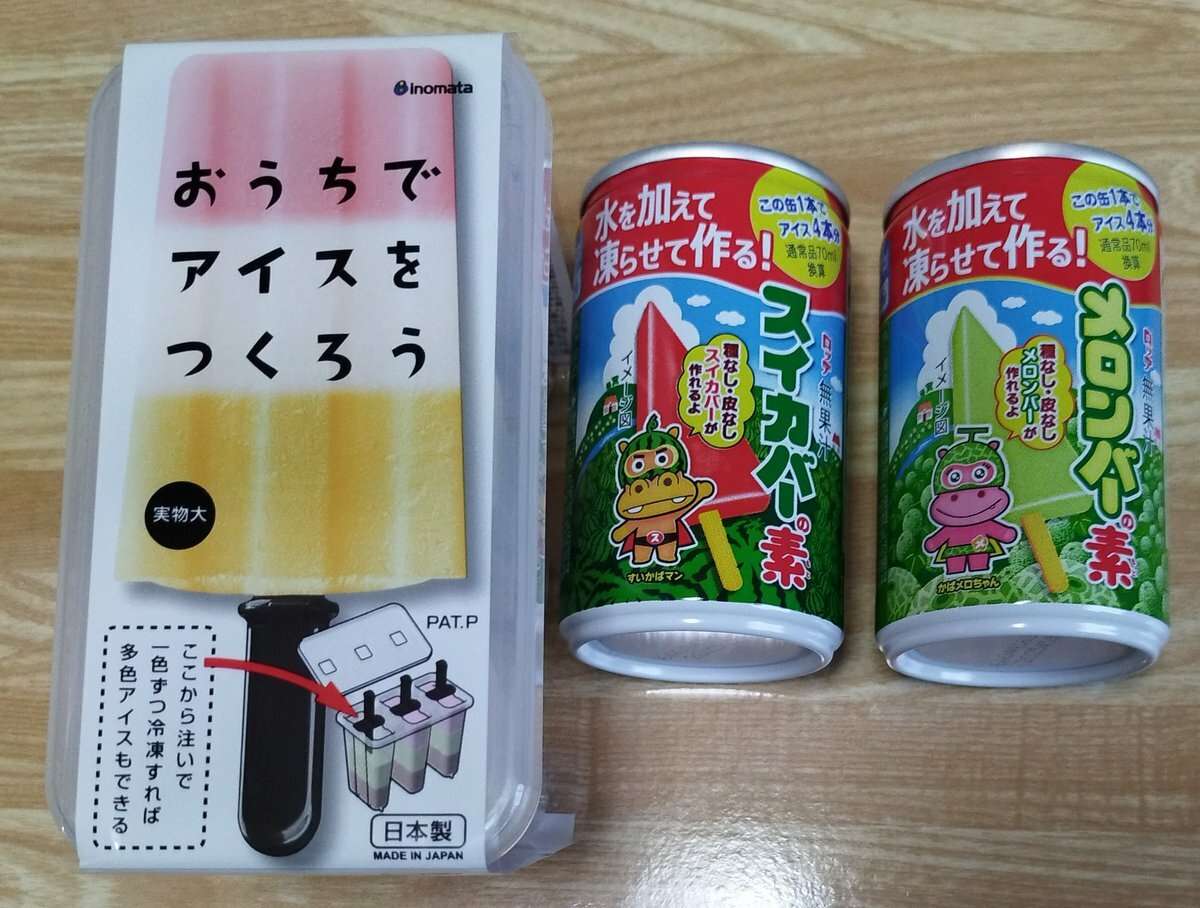 inomata
おうちで
アイスを
つくろう
実物大
PAT.P
ここから注いで
一色ずつ冷凍すれば
多色アイスもできる
日本製
MADE IN JAPAN
水を加えて
凍らせて作る!
この缶1本で
アイス4本分
通常品70ml
換算
ロッテ
スイカバーの素
無果汁
イメージ図
種なし・皮なし
スイカバーが
作れるよ
ス
すいかばマン
水を加えて
凍らせて作る!
この缶1本で
アイス4本分
通常品70ml
換算
ロッテ
メロンバーの素
無果汁
イメージ図
種なし・皮なし
メロンバーが
作れるよ
メ
かばメロちゃん